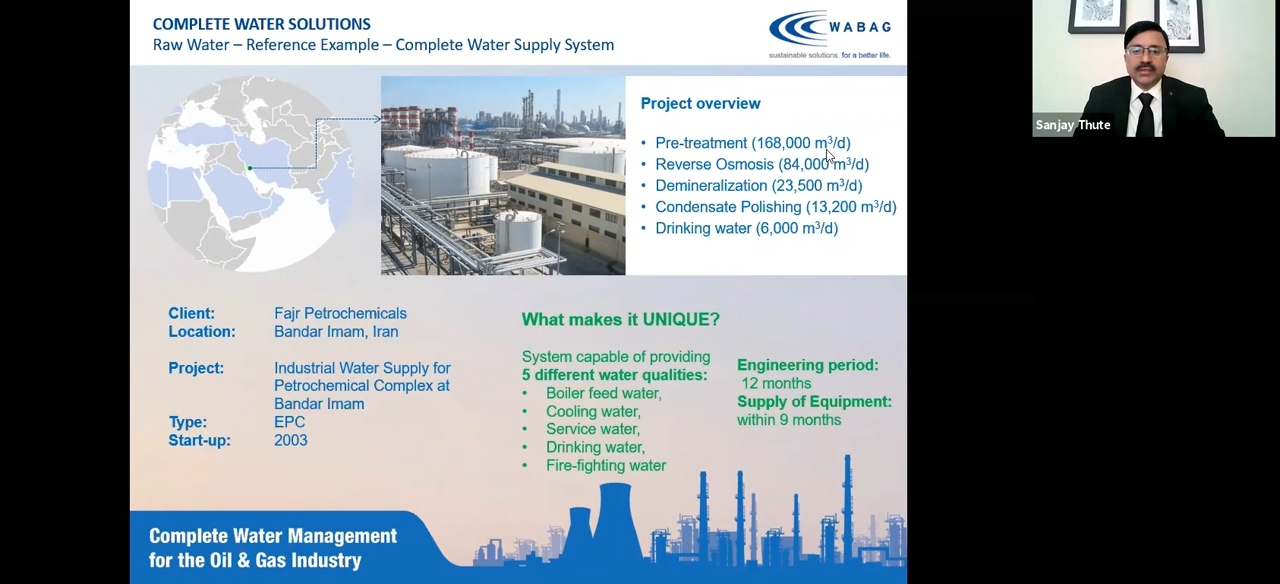 COMPLETE WATER SOLUTIONS
Raw Water – Reference Example – Complete Water Supply System
WABAG
sustainable solutions. for a better life.
Sanjay Thute
Project overview
• Pre-treatment (168,000 m³/d)
• Reverse Osmosis (84,000 m³/d)
• Demineralization (23,500 m³/d)
• Condensate Polishing (13,200 m³/d)
• Drinking water (6,000 m³/d)
Client: Fajr Petrochemicals
Location: Bandar Imam, Iran
Project: Industrial Water Supply for
Petrochemical Complex at
Bandar Imam
Type: EPC
Start-up: 2003
What makes it UNIQUE?
System capable of providing
5 different water qualities:
• Boiler feed water,
• Cooling water,
• Service water,
• Drinking water,
• Fire-fighting water
Engineering period:
12 months
Supply of Equipment:
within 9 months
Complete Water Management
for the Oil & Gas Industry